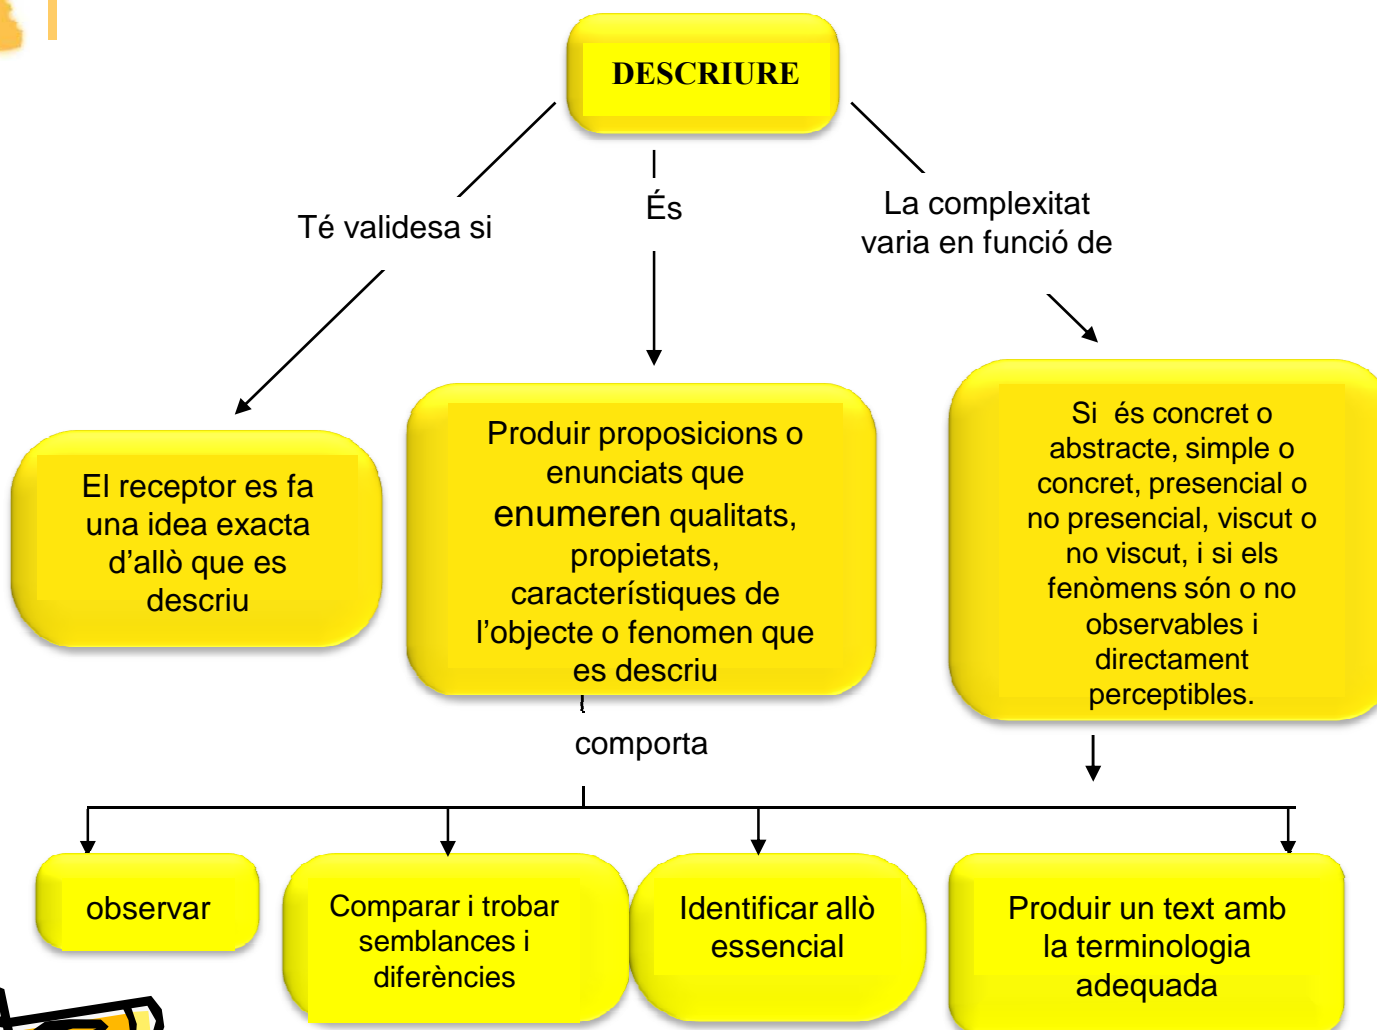 DESCRIURE
Té validesa si
És
La complexitat
varia en funció de
El receptor es fa
una idea exacta
d’allò que es
descriu
Produir proposicions o
enunciats que
enumeren qualitats,
propietats,
característiques de
l’objecte o fenomen que
es descriu
Si és concret o
abstracte, simple o
concret, presencial o
no presencial, viscut o
no viscut, i si els
fenòmens són o no
observables i
directament
perceptibles.
comporta
observar
Comparar i trobar
semblances i
diferències
Identificar allò
essencial
Produir un text amb
la terminologia
adequada